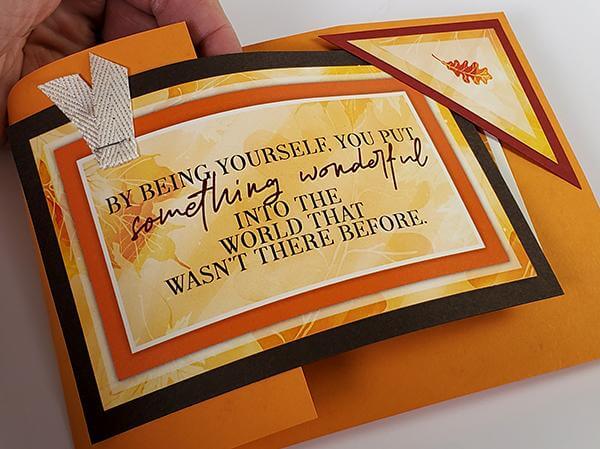 BY BEING YOURSELF, YOU PUT
something wonderful
INTO THE
WORLD THAT
WASN'T THERE BEFORE.